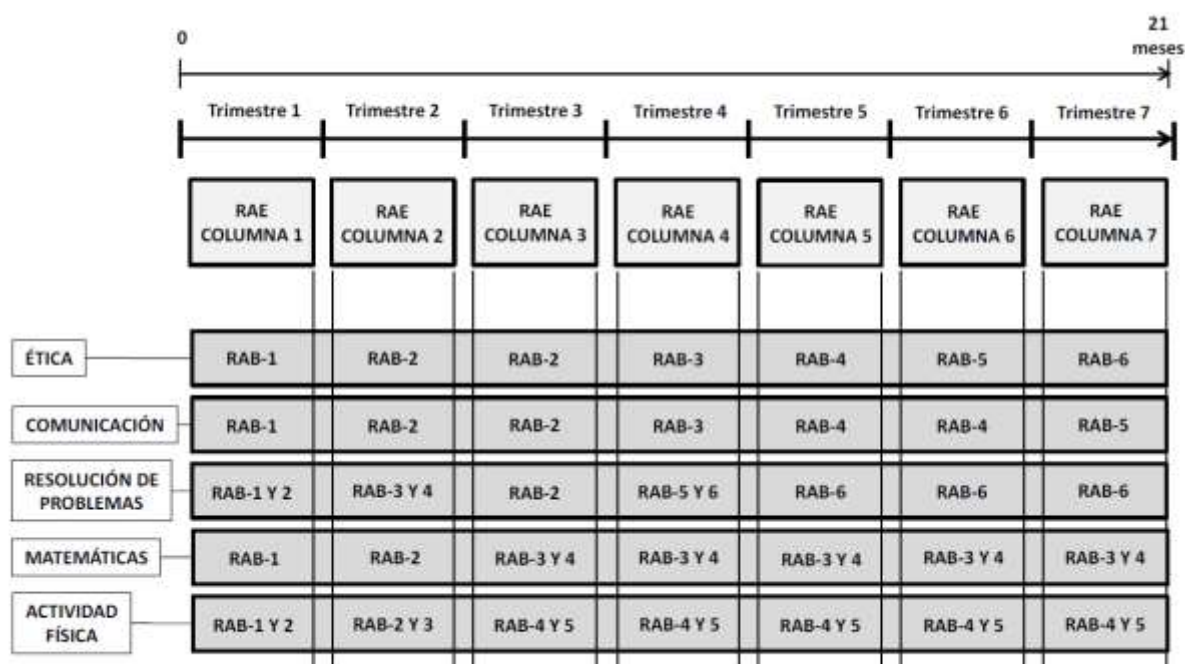 0
21
meses
Trimestre 1 Trimestre 2 Trimestre 3 Trimestre 4 Trimestre 5 Trimestre 6 Trimestre 7
RAE RAE RAE RAE RAE RAE RAE
COLUMNA 1 COLUMNA 2 COLUMNA 3 COLUMNA 4 COLUMNA 5 COLUMNA 6 COLUMNA 7
ÉTICA RAB-1 RAB-2 RAB-2 RAB-3 RAB-4 RAB-5 RAB-6
COMUNICACIÓN RAB-1 RAB-2 RAB-2 RAB-3 RAB-4 RAB-4 RAB-5
RESOLUCIÓN DE
PROBLEMAS RAB-1 Y 2 RAB-3 Y 4 RAB-2 RAB-5 Y 6 RAB-6 RAB-6 RAB-6
MATEMÁTICAS RAB-1 RAB-2 RAB-3 Y 4 RAB-3 Y 4 RAB-3 Y 4 RAB-3 Y 4 RAB-3 Y 4
ACTIVIDAD
FÍSICA RAB-1 Y 2 RAB-2 Y 3 RAB-4 Y 5 RAB-4 Y 5 RAB-4 Y 5 RAB-4 Y 5 RAB-4 Y 5